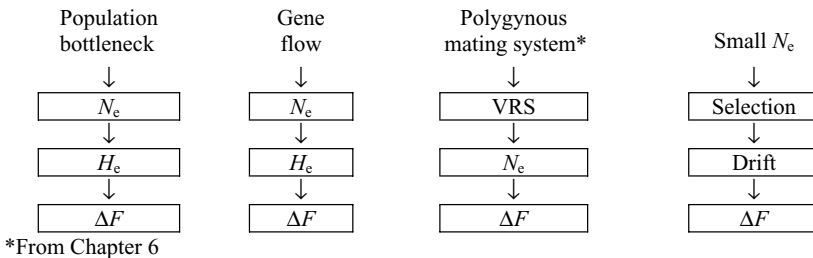 Population
bottleneck
↓
Nₑ
↓
Hₑ
↓
ΔF
Gene
flow
↓
Nₑ
↓
Hₑ
↓
ΔF
Polygynous
mating system*
↓
VRS
↓
Nₑ
↓
ΔF
Small Nₑ
↓
Selection
↓
Drift
↓
ΔF
*From Chapter 6